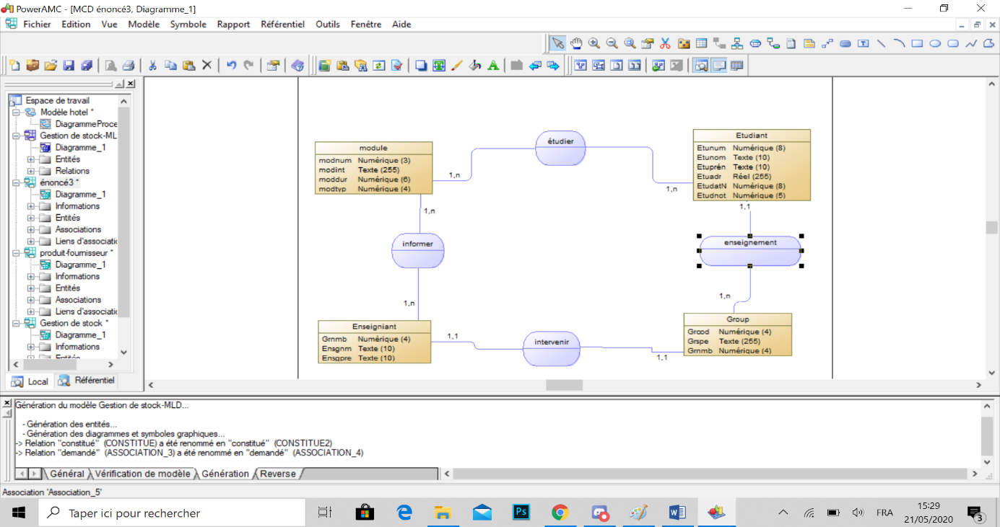 PowerAMC - [MCD énoncé3, Diagramme_1]
Fichier Edition Vue Modèle Symbole Rapport Référentiel Outils Fenêtre Aide
Espace de travail
Modèle hotel *
DiagrammeProce
Gestion de stock-ML
Diagramme_1
Entités
Relations
énoncé3 *
Diagramme_1
Informations
Entités
Associations
Liens d'associatio
produit-fournisseur *
Diagramme_1
Informations
Entités
Associations
Liens d'associatio
Gestion de stock *
Diagramme_1
Informations
Entités
Local Référentiel
module
modnum Numérique (3)
modint Texte (255)
moddur Numérique (6)
modtyp Numérique (4)
1,n
étudier
1,n
Etudiant
Etunum Numérique (8)
Etunom Texte (10)
Etuprén Texte (10)
Etuadr Réel (255)
EtudatN Numérique (8)
Etudnot Numérique (5)
1,n
informer
1,n
1,1
enseignement
1,n
Enseigniant
Grnmb Numérique (4)
Ensgnm Texte (10)
Ensgpre Texte (10)
1,1
intervenir
1,1
Group
Grcod Numérique (4)
Grspe Texte (255)
Grnmb Numérique (4)
Génération du modèle Gestion de stock-MLD...
- Génération des entités...
- Génération des diagrammes et symboles graphiques...
-> Relation "constitué" (CONSTITUE) a été renommé en "constitué" (CONSTITUE2)
-> Relation "demandé" (ASSOCIATION_3) a été renommé en "demandé" (ASSOCIATION_4)
Général Vérification de modèle Génération Reverse
Association 'Association_5'
Taper ici pour rechercher
Ps
FRA
15:29
21/05/2020
3